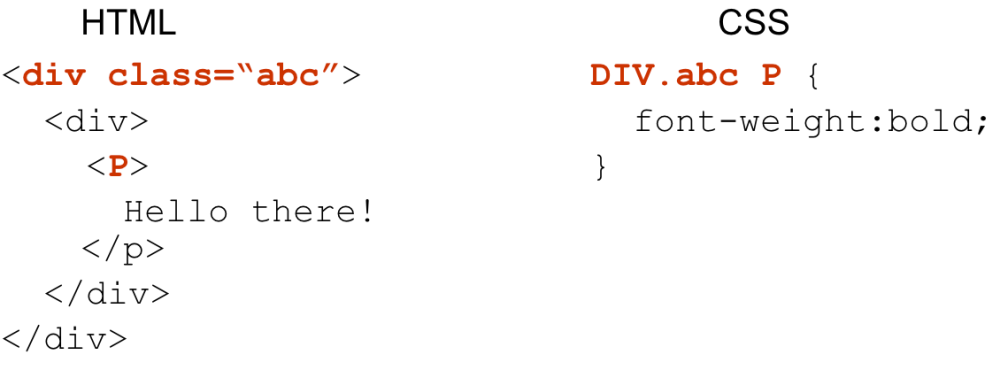 HTML
<div class=“abc”>
<div>
<P>
Hello there!
</p>
</div>
</div>
CSS
DIV.abc P {
font-weight:bold;
}